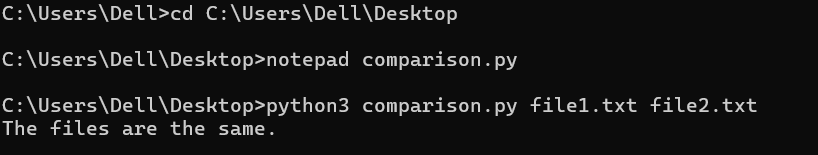 C:\Users\Dell>cd C:\Users\Dell\Desktop
C:\Users\Dell\Desktop>notepad comparison.py
C:\Users\Dell\Desktop>python3 comparison.py file1.txt file2.txt
The files are the same.